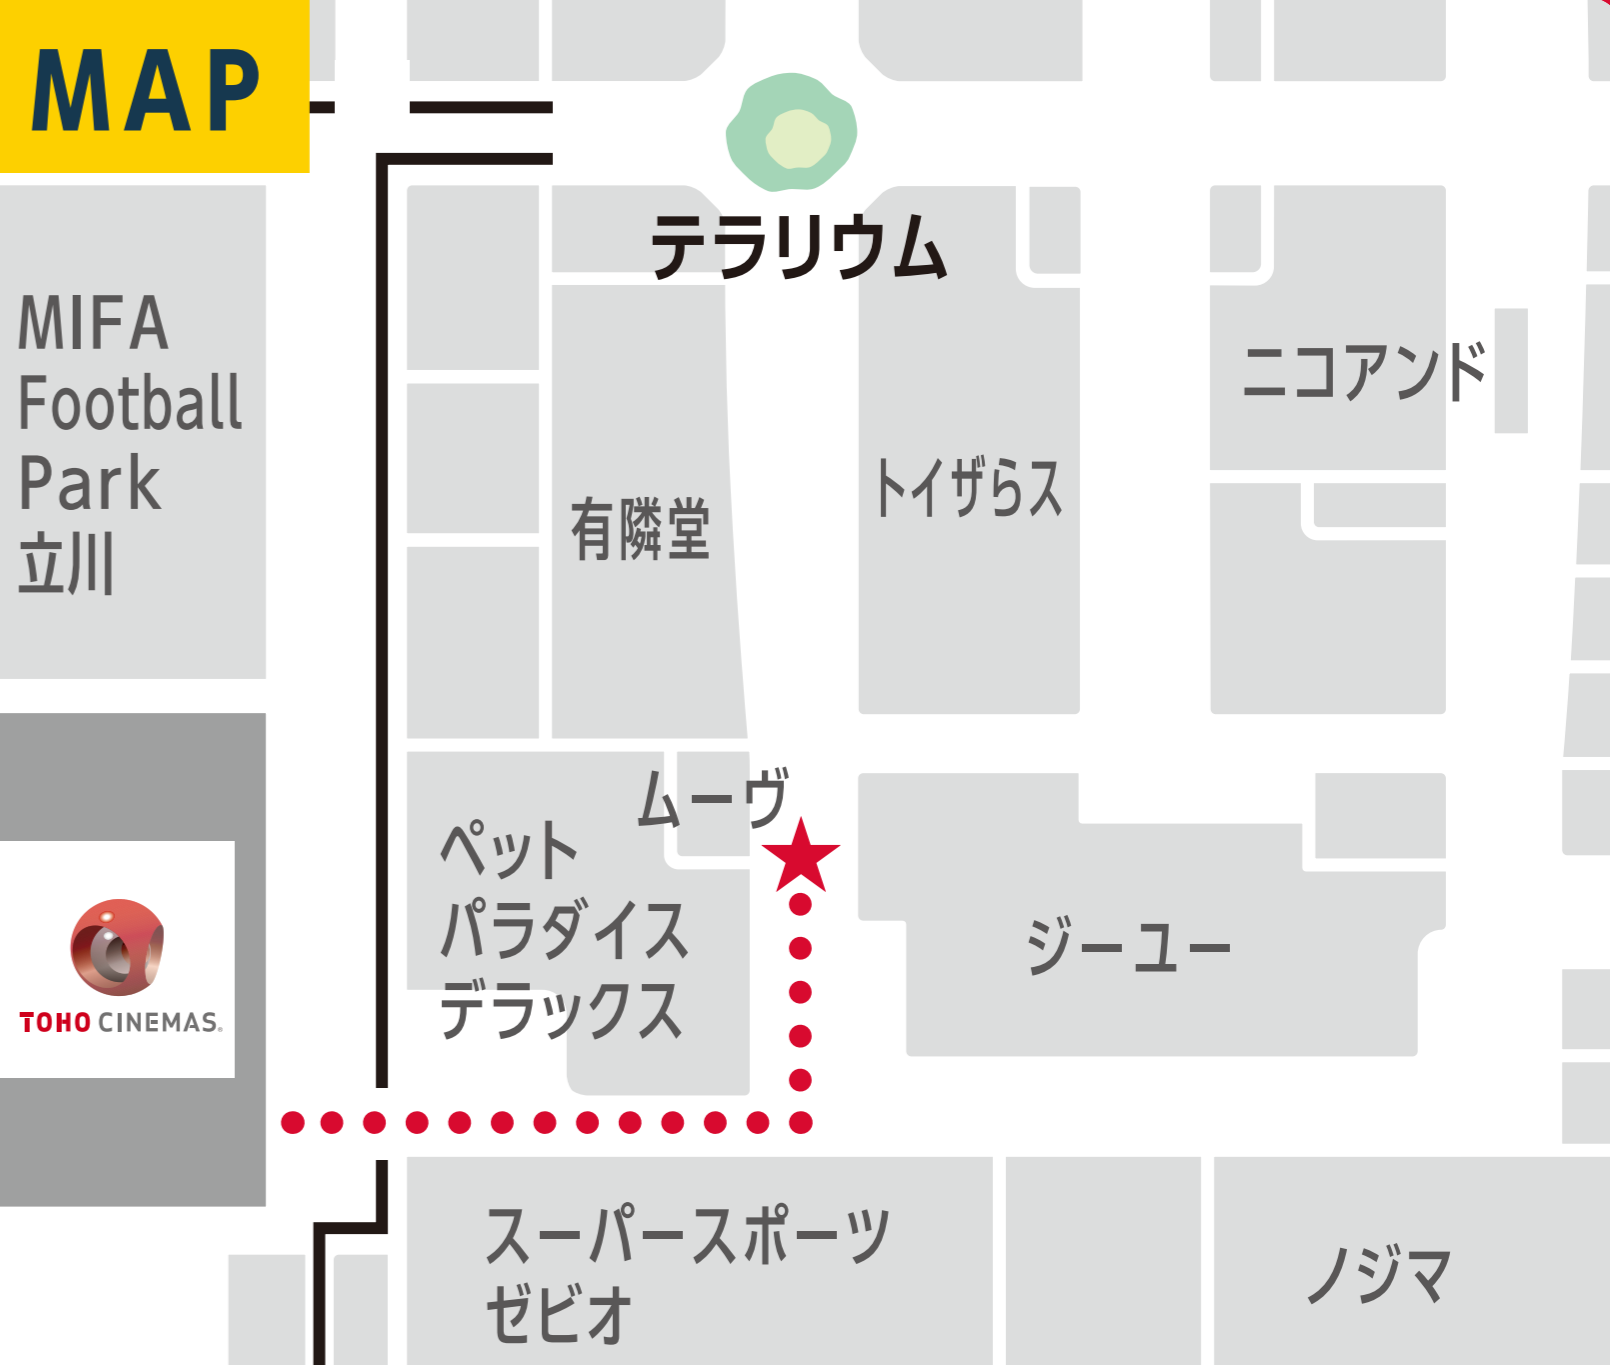 MAP
テラリウム
MIFA
Football
Park
立川
ニコアンド
トイザらス
有隣堂
ムーヴ
ペット
パラダイス
デラックス
ジーユー
TOHO CINEMAS®
スーパースポーツ
ゼビオ
ノジマ